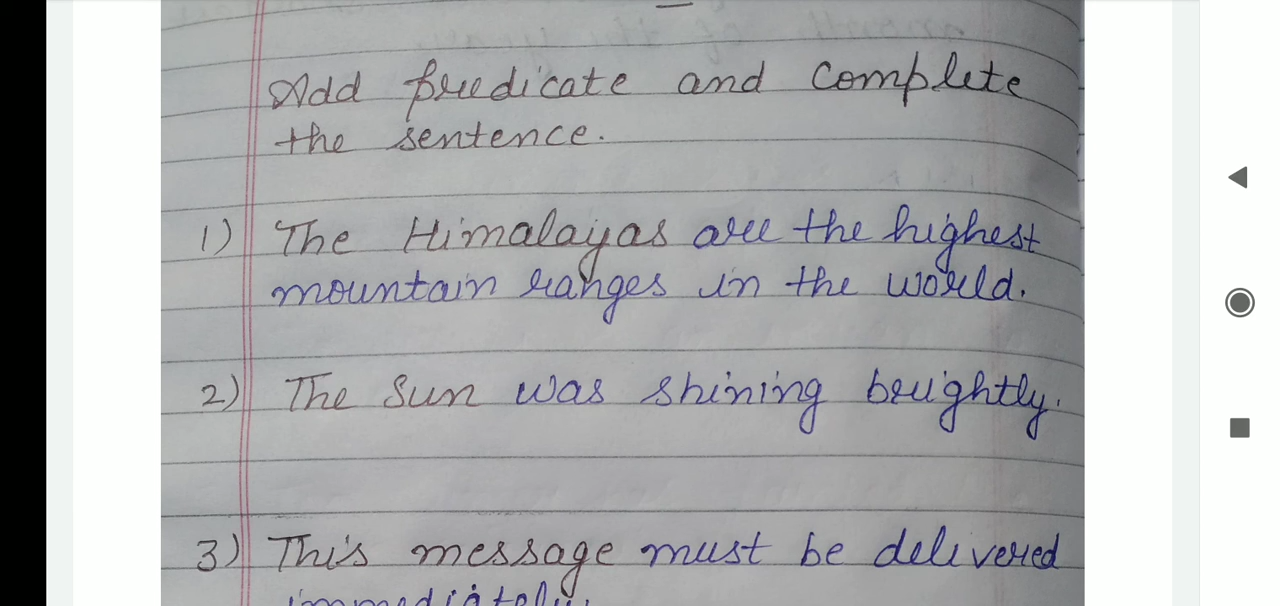 Add predicate and complete
the sentence.
1) The Himalayas are the highest
mountain ranges in the world.
2) The Sun was shining brightly.
3) This message must be delivered
immediately.